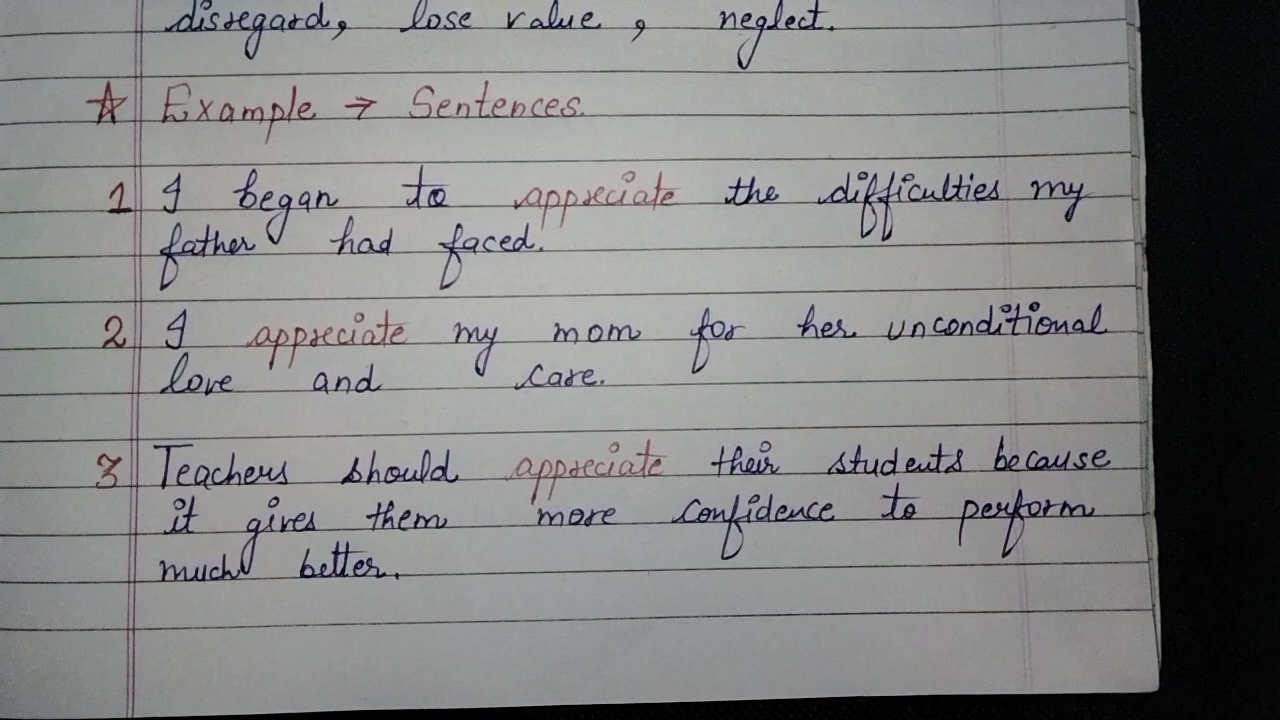 disregard, lose value, neglect.
☆ Example → Sentences.
1 I began to appreciate the difficulties my
father had faced.
2 I appreciate my mom for her unconditional
love and care.
3 Teachers should appreciate their students because
it gives them more confidence to perform
much better.